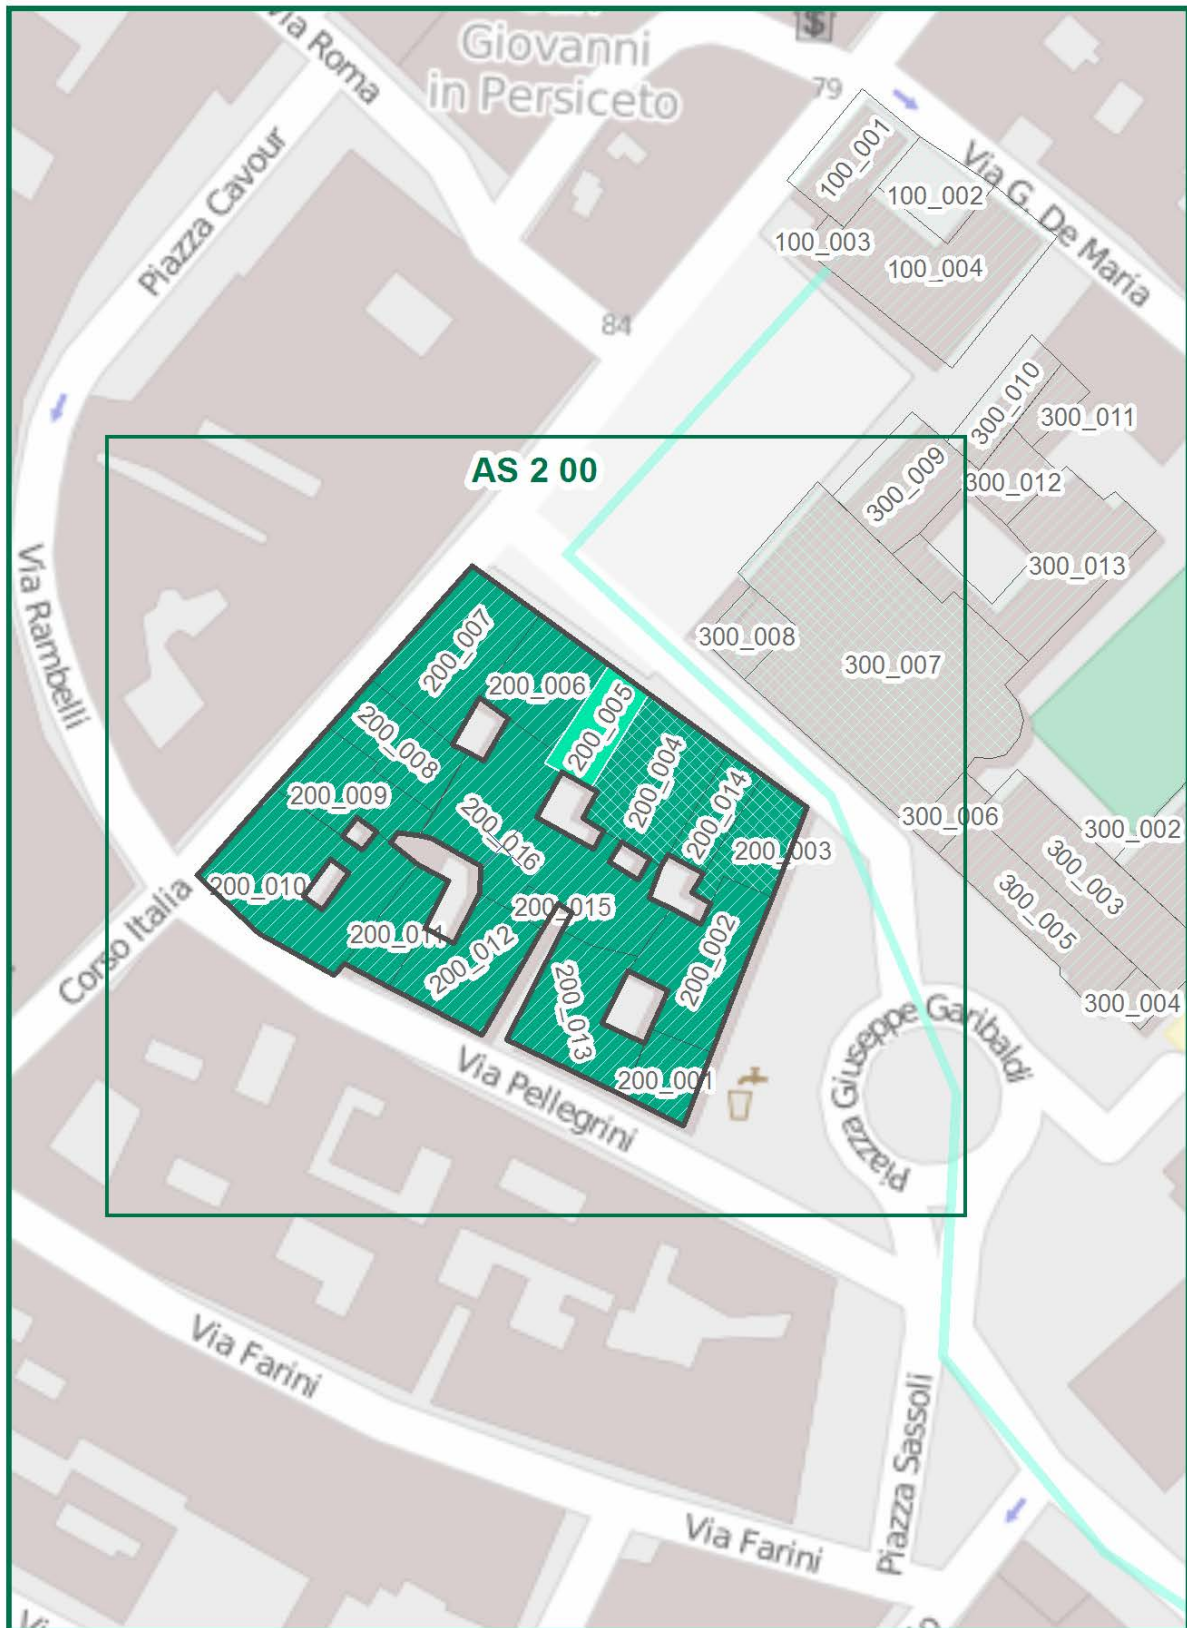 Via Roma
Giovanni
in Persiceto
$
79
Via G. De Maria
Piazza Cavour
100_001
100_002
100_003
100_004
84
300_010
300_011
300_009
300_012
AS 2 00
300_013
Via Rambelli
300_008
300_007
200_007
200_006
200_005
200_008
200_004
200_014
200_009
200_016
200_003
300_006
300_002
300_003
200_010
200_015
300_005
200_011
200_012
200_002
Corso Italia
200_013
300_004
Piazza Giuseppe Garibaldi
200_001
Via Pellegrini
Via Farini
Piazza Sassoli
Via Farini